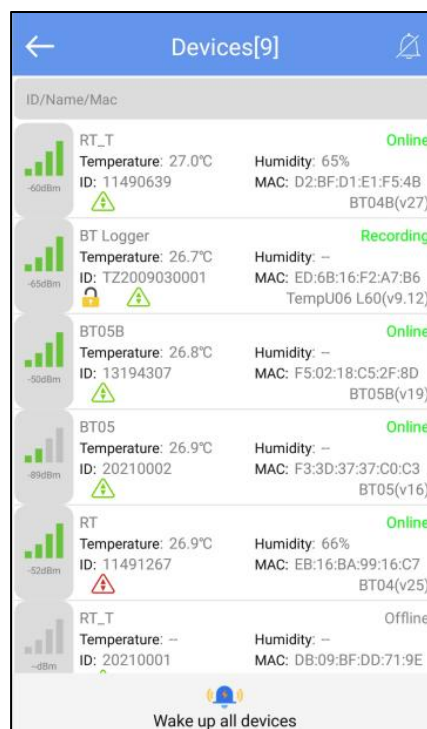 Devices[9]
ID/Name/Mac
RT_T Online
Temperature: 27.0℃ Humidity: 65%
-60dBm ID: 11490639 MAC: D2:BF:D1:E1:F5:4B
BT04B(v27)
BT Logger Recording
Temperature: 26.7℃ Humidity: --
-65dBm ID: TZ2009030001 MAC: ED:6B:16:F2:A7:B6
TempU06 L60(v9.12)
BT05B Online
Temperature: 26.8℃ Humidity: --
-50dBm ID: 13194307 MAC: F5:02:18:C5:2F:8D
BT05B(v19)
BT05 Online
Temperature: 26.9℃ Humidity: --
-89dBm ID: 20210002 MAC: F3:3D:37:37:C0:C3
BT05(v16)
RT Online
Temperature: 26.9℃ Humidity: 66%
-52dBm ID: 11491267 MAC: EB:16:BA:99:16:C7
BT04(v25)
RT_T Offline
Temperature: -- Humidity: --
--dBm ID: 20210001 MAC: DB:09:BF:DD:71:9E
Wake up all devices